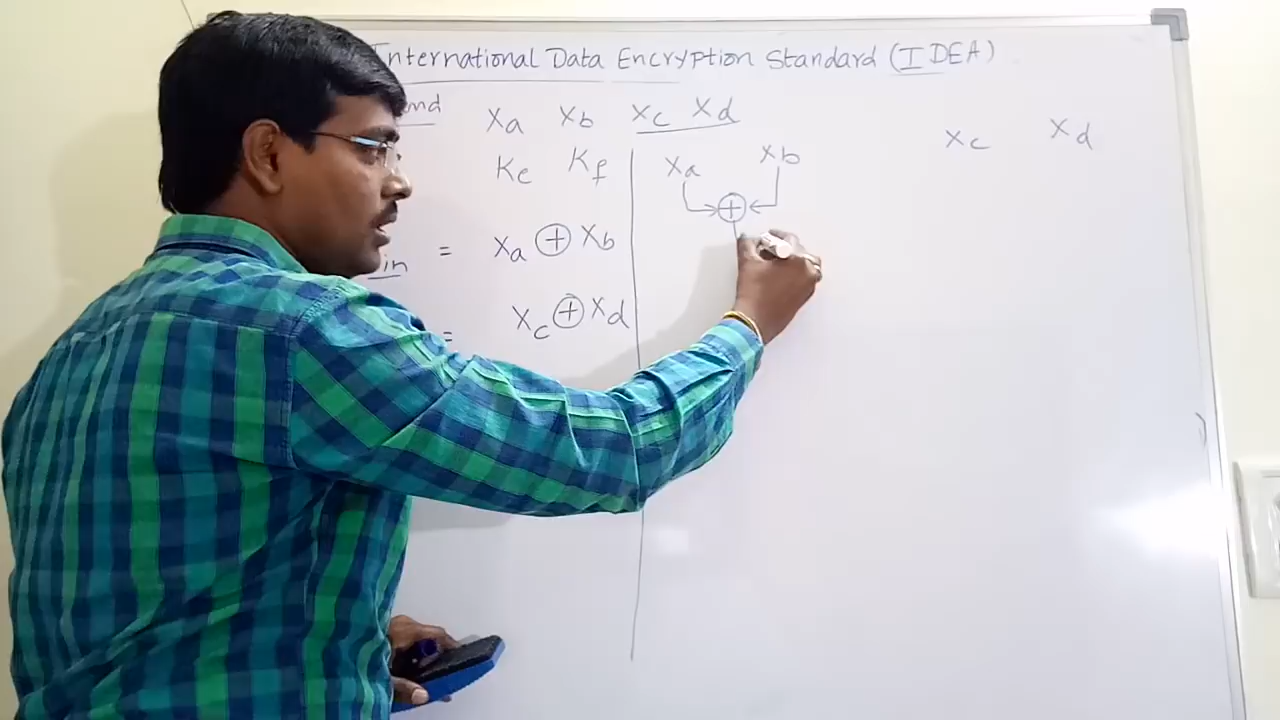 International Data Encryption Standard (IDEA)
Xa Xb Xc Xd
Ke Kf
in = Xa ⊕ Xb
= Xc ⊕ Xd
Xa Xb
⊕
Xc Xd